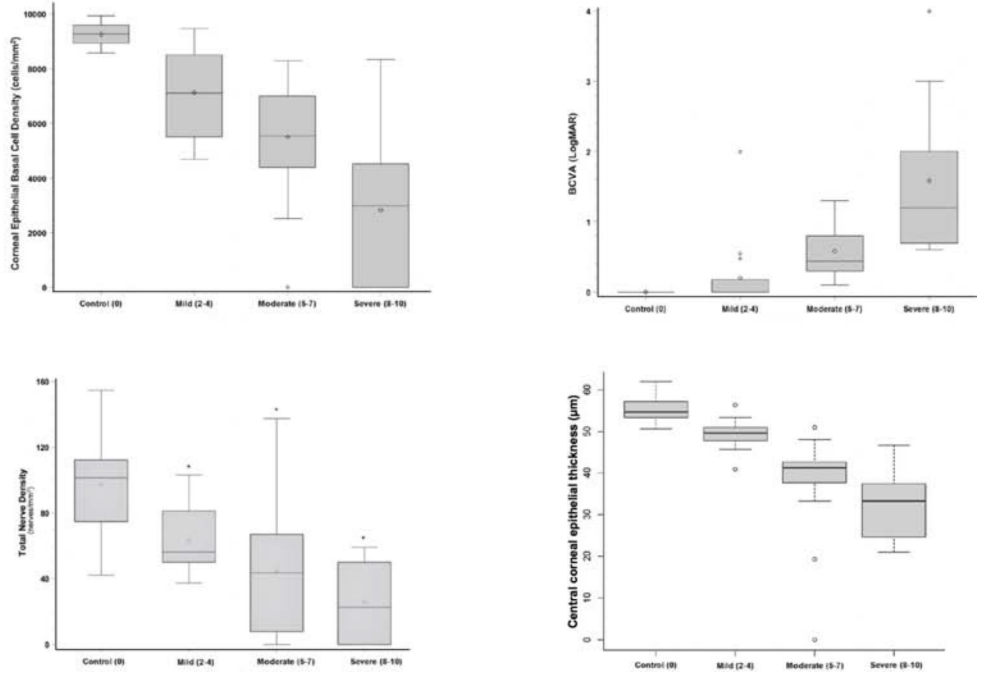 Corneal Epithelial Basal Cell Density (cells/mm²)
10000
8000
6000
4000
2000
0
Control (0) Mild (2-4) Moderate (5-7) Severe (8-10)
BCVA (LogMAR)
4
3
2
1
0
Control (0) Mild (2-4) Moderate (5-7) Severe (8-10)
Total Nerve Density
(nerves/mm²)
160
120
80
40
0
Control (0) Mild (2-4) Moderate (5-7) Severe (8-10)
Central corneal epithelial thickness (µm)
60
50
40
30
20
10
0
Control (0) Mild (2-4) Moderate (5-7) Severe (8-10)